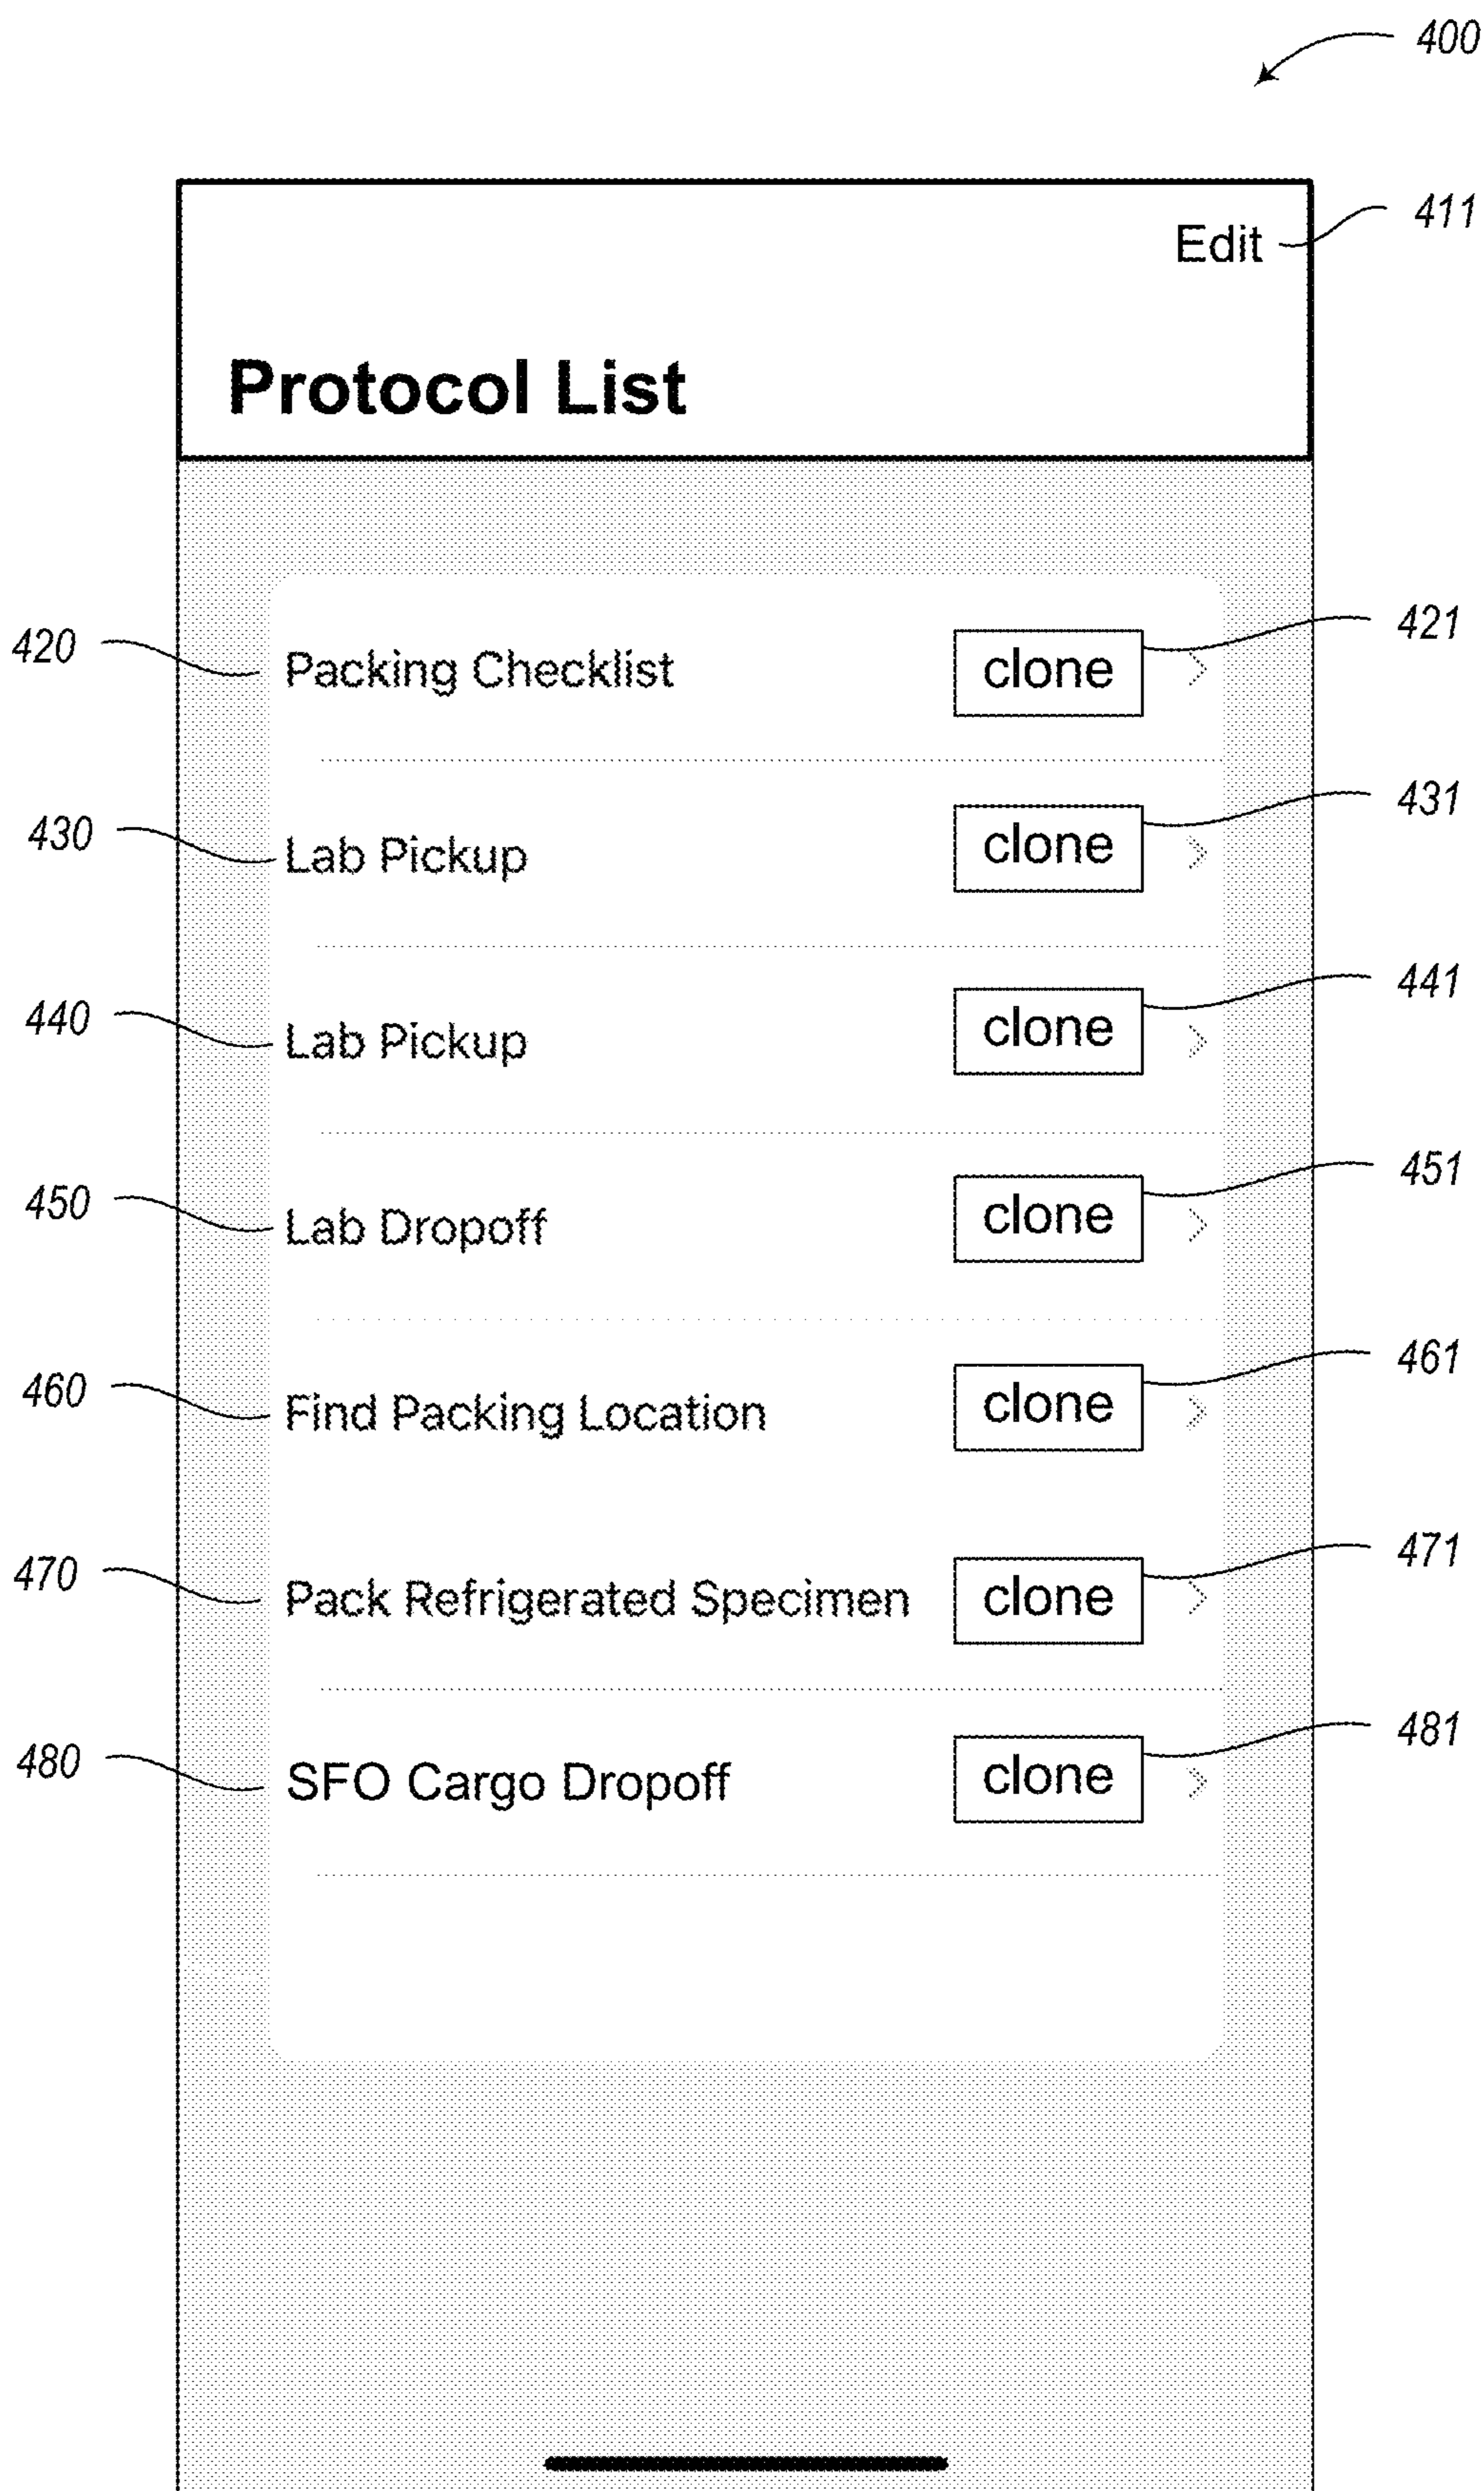 400
Edit 411
Protocol List
420 Packing Checklist clone 421
430 Lab Pickup clone 431
440 Lab Pickup clone 441
450 Lab Dropoff clone 451
460 Find Packing Location clone 461
470 Pack Refrigerated Specimen clone 471
480 SFO Cargo Dropoff clone 481